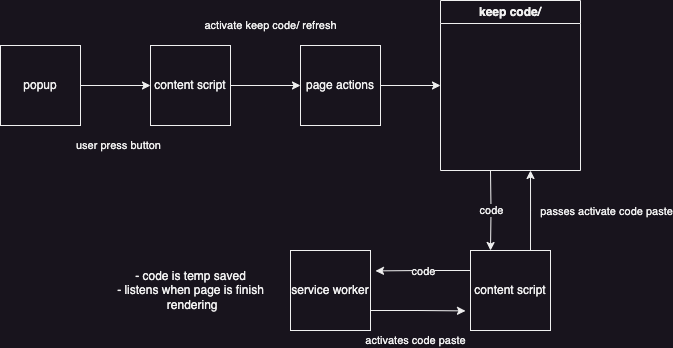 keep code/
activate keep code/ refresh
popup
content script
page actions
user press button
code
passes activate code paste
- code is temp saved
- listens when page is finish
rendering
code
service worker
content script
activates code paste